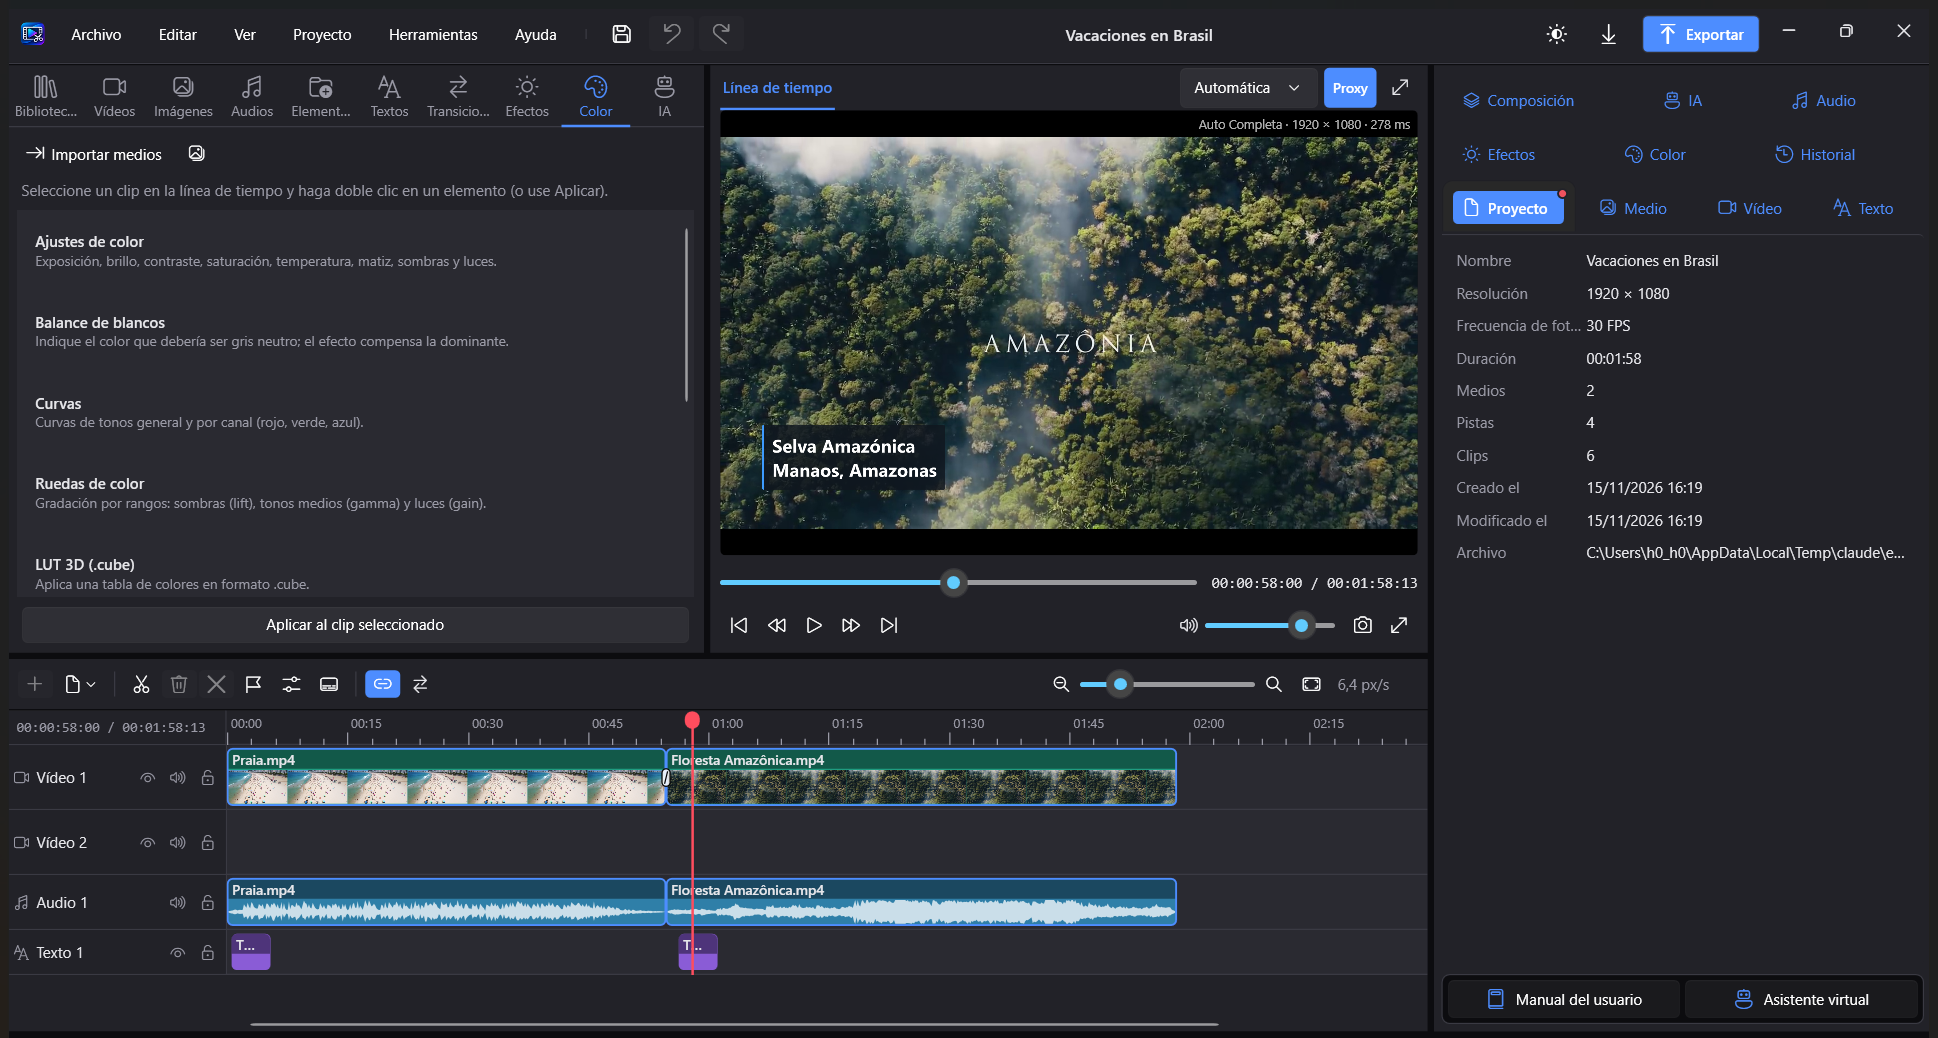 Archivo Editar Ver Proyecto Herramientas Ayuda
Vacaciones en Brasil
Exportar
Bibliotec... Vídeos Imágenes Audios Element... Textos Transicio... Efectos Color IA
Importar medios
Seleccione un clip en la línea de tiempo y haga doble clic en un elemento (o use Aplicar).
Ajustes de color
Exposición, brillo, contraste, saturación, temperatura, matiz, sombras y luces.
Balance de blancos
Indique el color que debería ser gris neutro; el efecto compensa la dominante.
Curvas
Curvas de tonos general y por canal (rojo, verde, azul).
Ruedas de color
Gradación por rangos: sombras (lift), tonos medios (gamma) y luces (gain).
LUT 3D (.cube)
Aplica una tabla de colores en formato .cube.
Aplicar al clip seleccionado
Línea de tiempo
Automática
Proxy
Auto Completa · 1920 × 1080 · 278 ms
AMAZÔNIA
Selva Amazónica
Manaos, Amazonas
00:00:58:00 / 00:01:58:13
Composición IA Audio
Efectos Color Historial
Proyecto Medio Vídeo Texto
Nombre Vacaciones en Brasil
Resolución 1920 × 1080
Frecuencia de fot... 30 FPS
Duración 00:01:58
Medios 2
Pistas 4
Clips 6
Creado el 15/11/2026 16:19
Modificado el 15/11/2026 16:19
Archivo C:\Users\h0_h0\AppData\Local\Temp\claude\e...
Manual del usuario
Asistente virtual
6,4 px/s
00:00:58:00 / 00:01:58:13
00:00 00:15 00:30 00:45 01:00 01:15 01:30 01:45 02:00 02:15
Vídeo 1
Praia.mp4
Floresta Amazônica.mp4
Vídeo 2
Audio 1
Praia.mp4
Floresta Amazônica.mp4
Texto 1
T...
T...